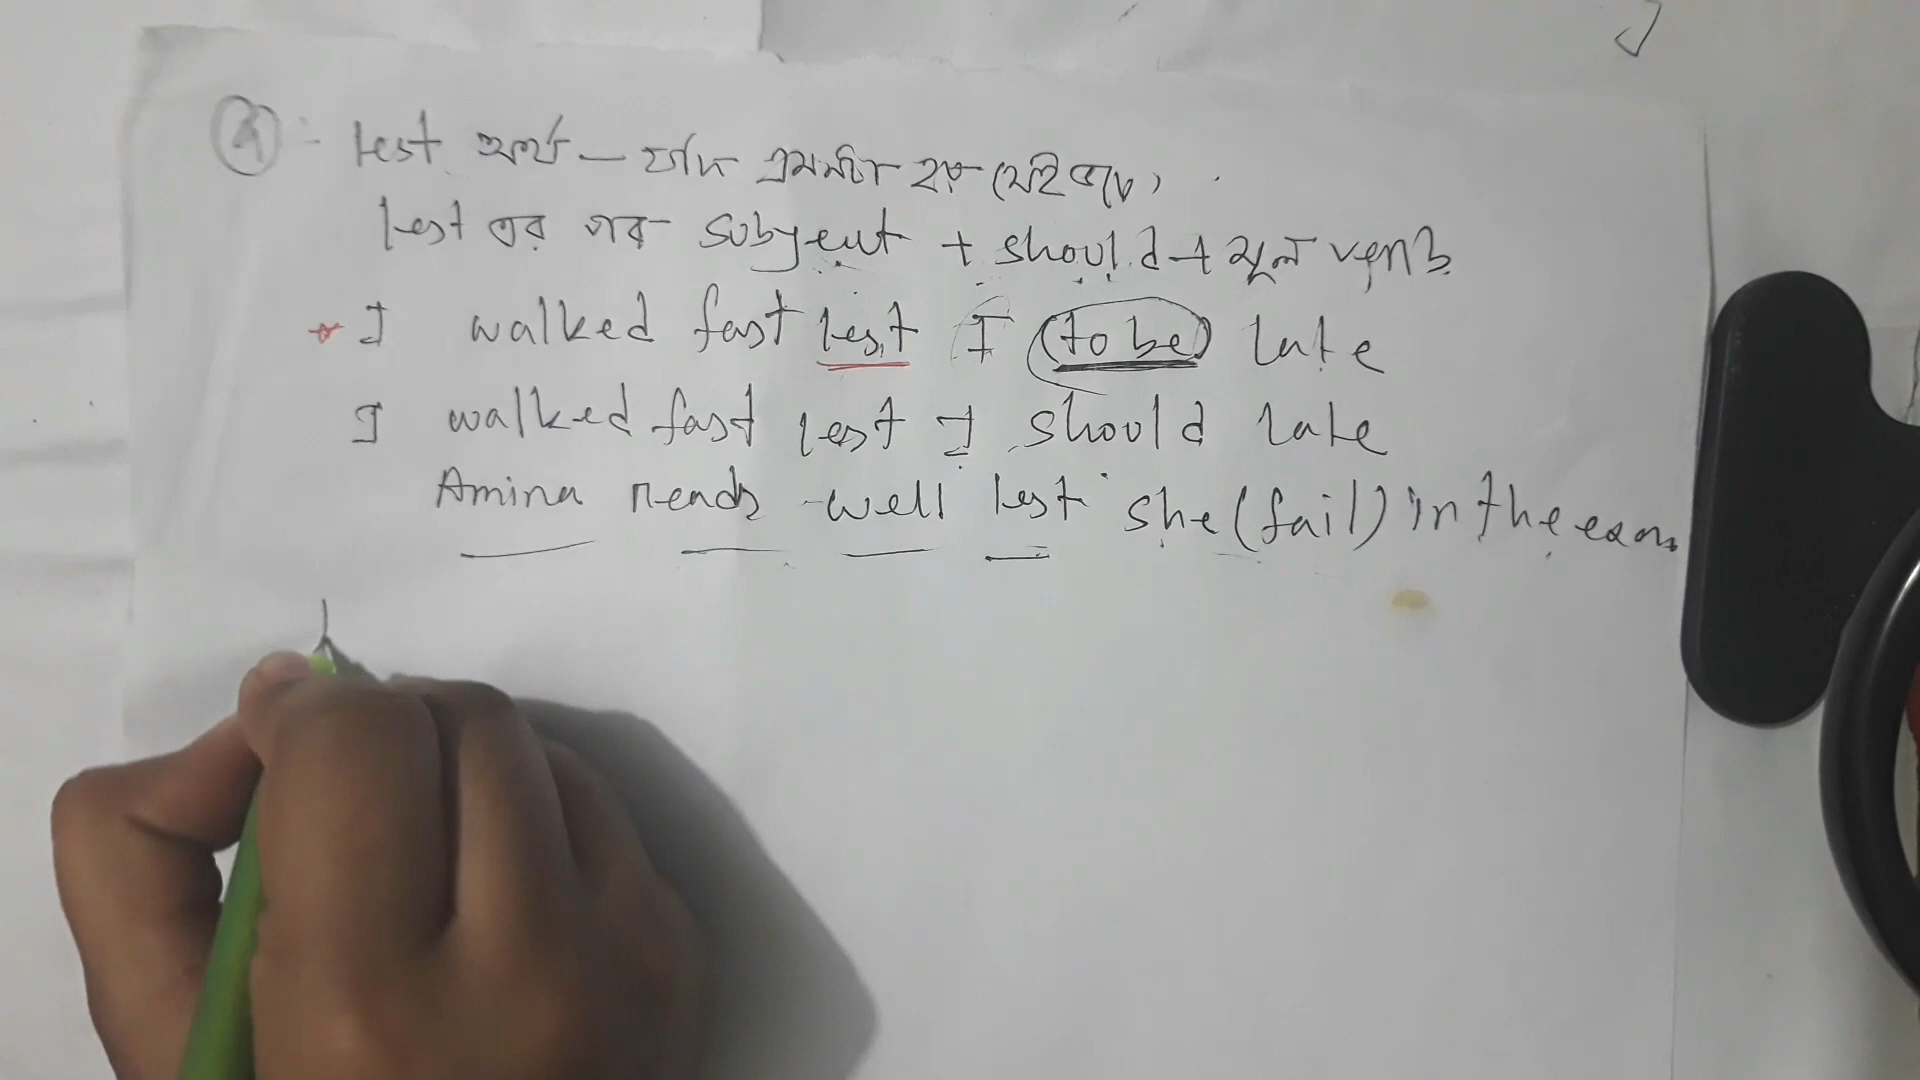 lest অর্থ — যদি এমনটা হয় সেই ভয়ে,
lest এর পর subject + should + মূল verb
I walked fast lest I (to be) late
I walked fast lest I should late
Amina reads well lest she (fail) in the exam